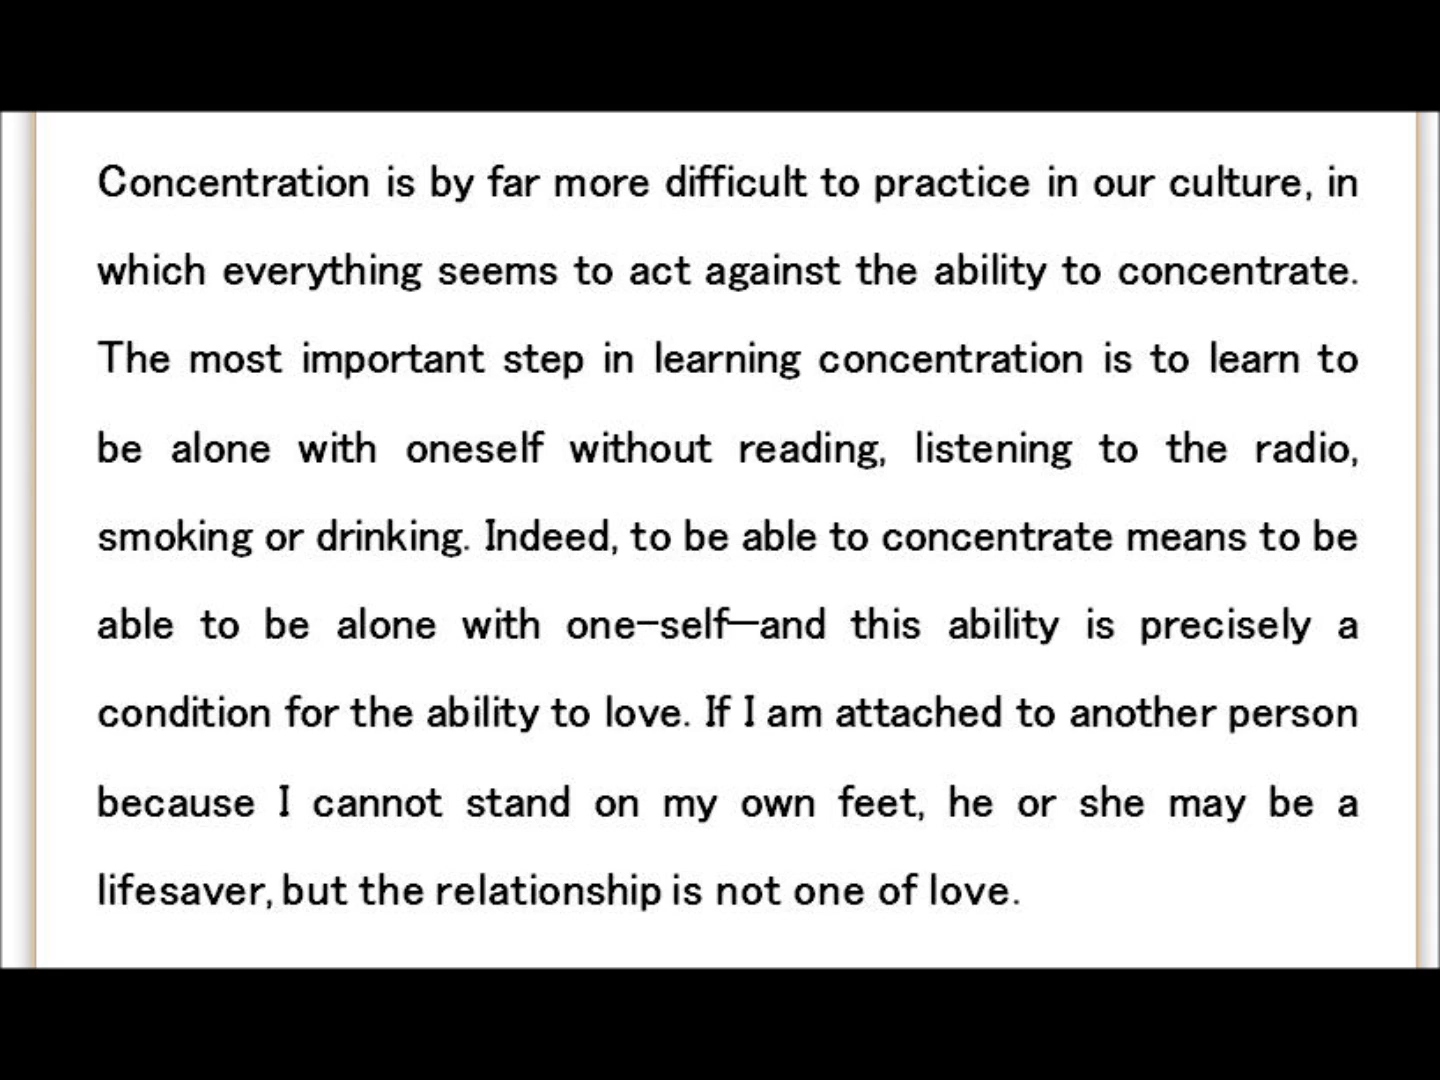 Concentration is by far more difficult to practice in our culture, in
which everything seems to act against the ability to concentrate.
The most important step in learning concentration is to learn to
be alone with oneself without reading, listening to the radio,
smoking or drinking. Indeed, to be able to concentrate means to be
able to be alone with one-self—and this ability is precisely a
condition for the ability to love. If I am attached to another person
because I cannot stand on my own feet, he or she may be a
lifesaver, but the relationship is not one of love.